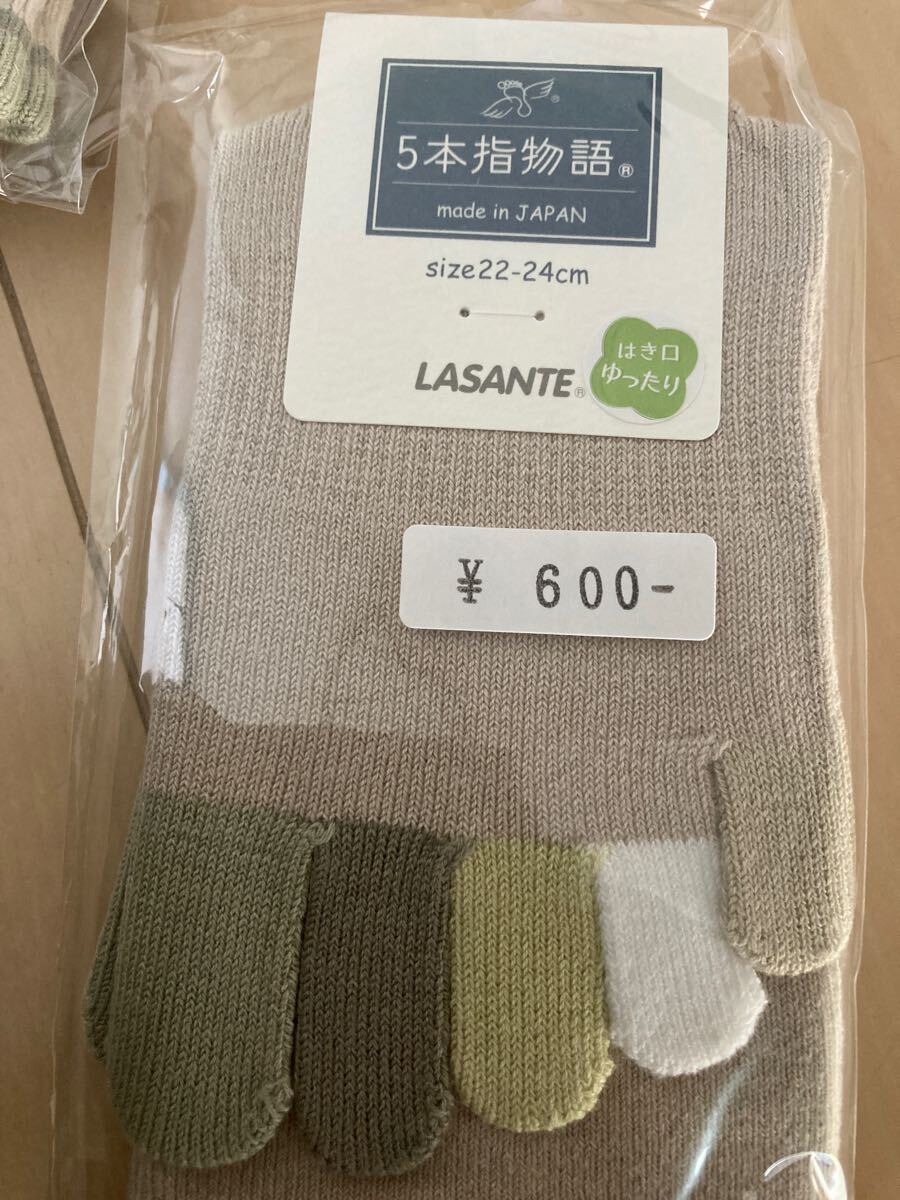 5本指物語®
made in JAPAN
size22-24cm
LASANTE®
はき口
ゆったり
¥ 600-